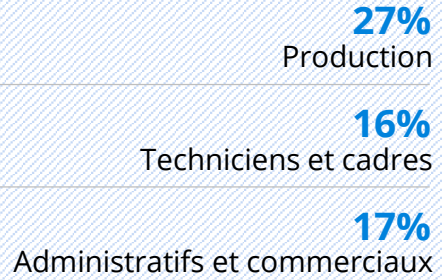 27%
Production
16%
Techniciens et cadres
17%
Administratifs et commerciaux